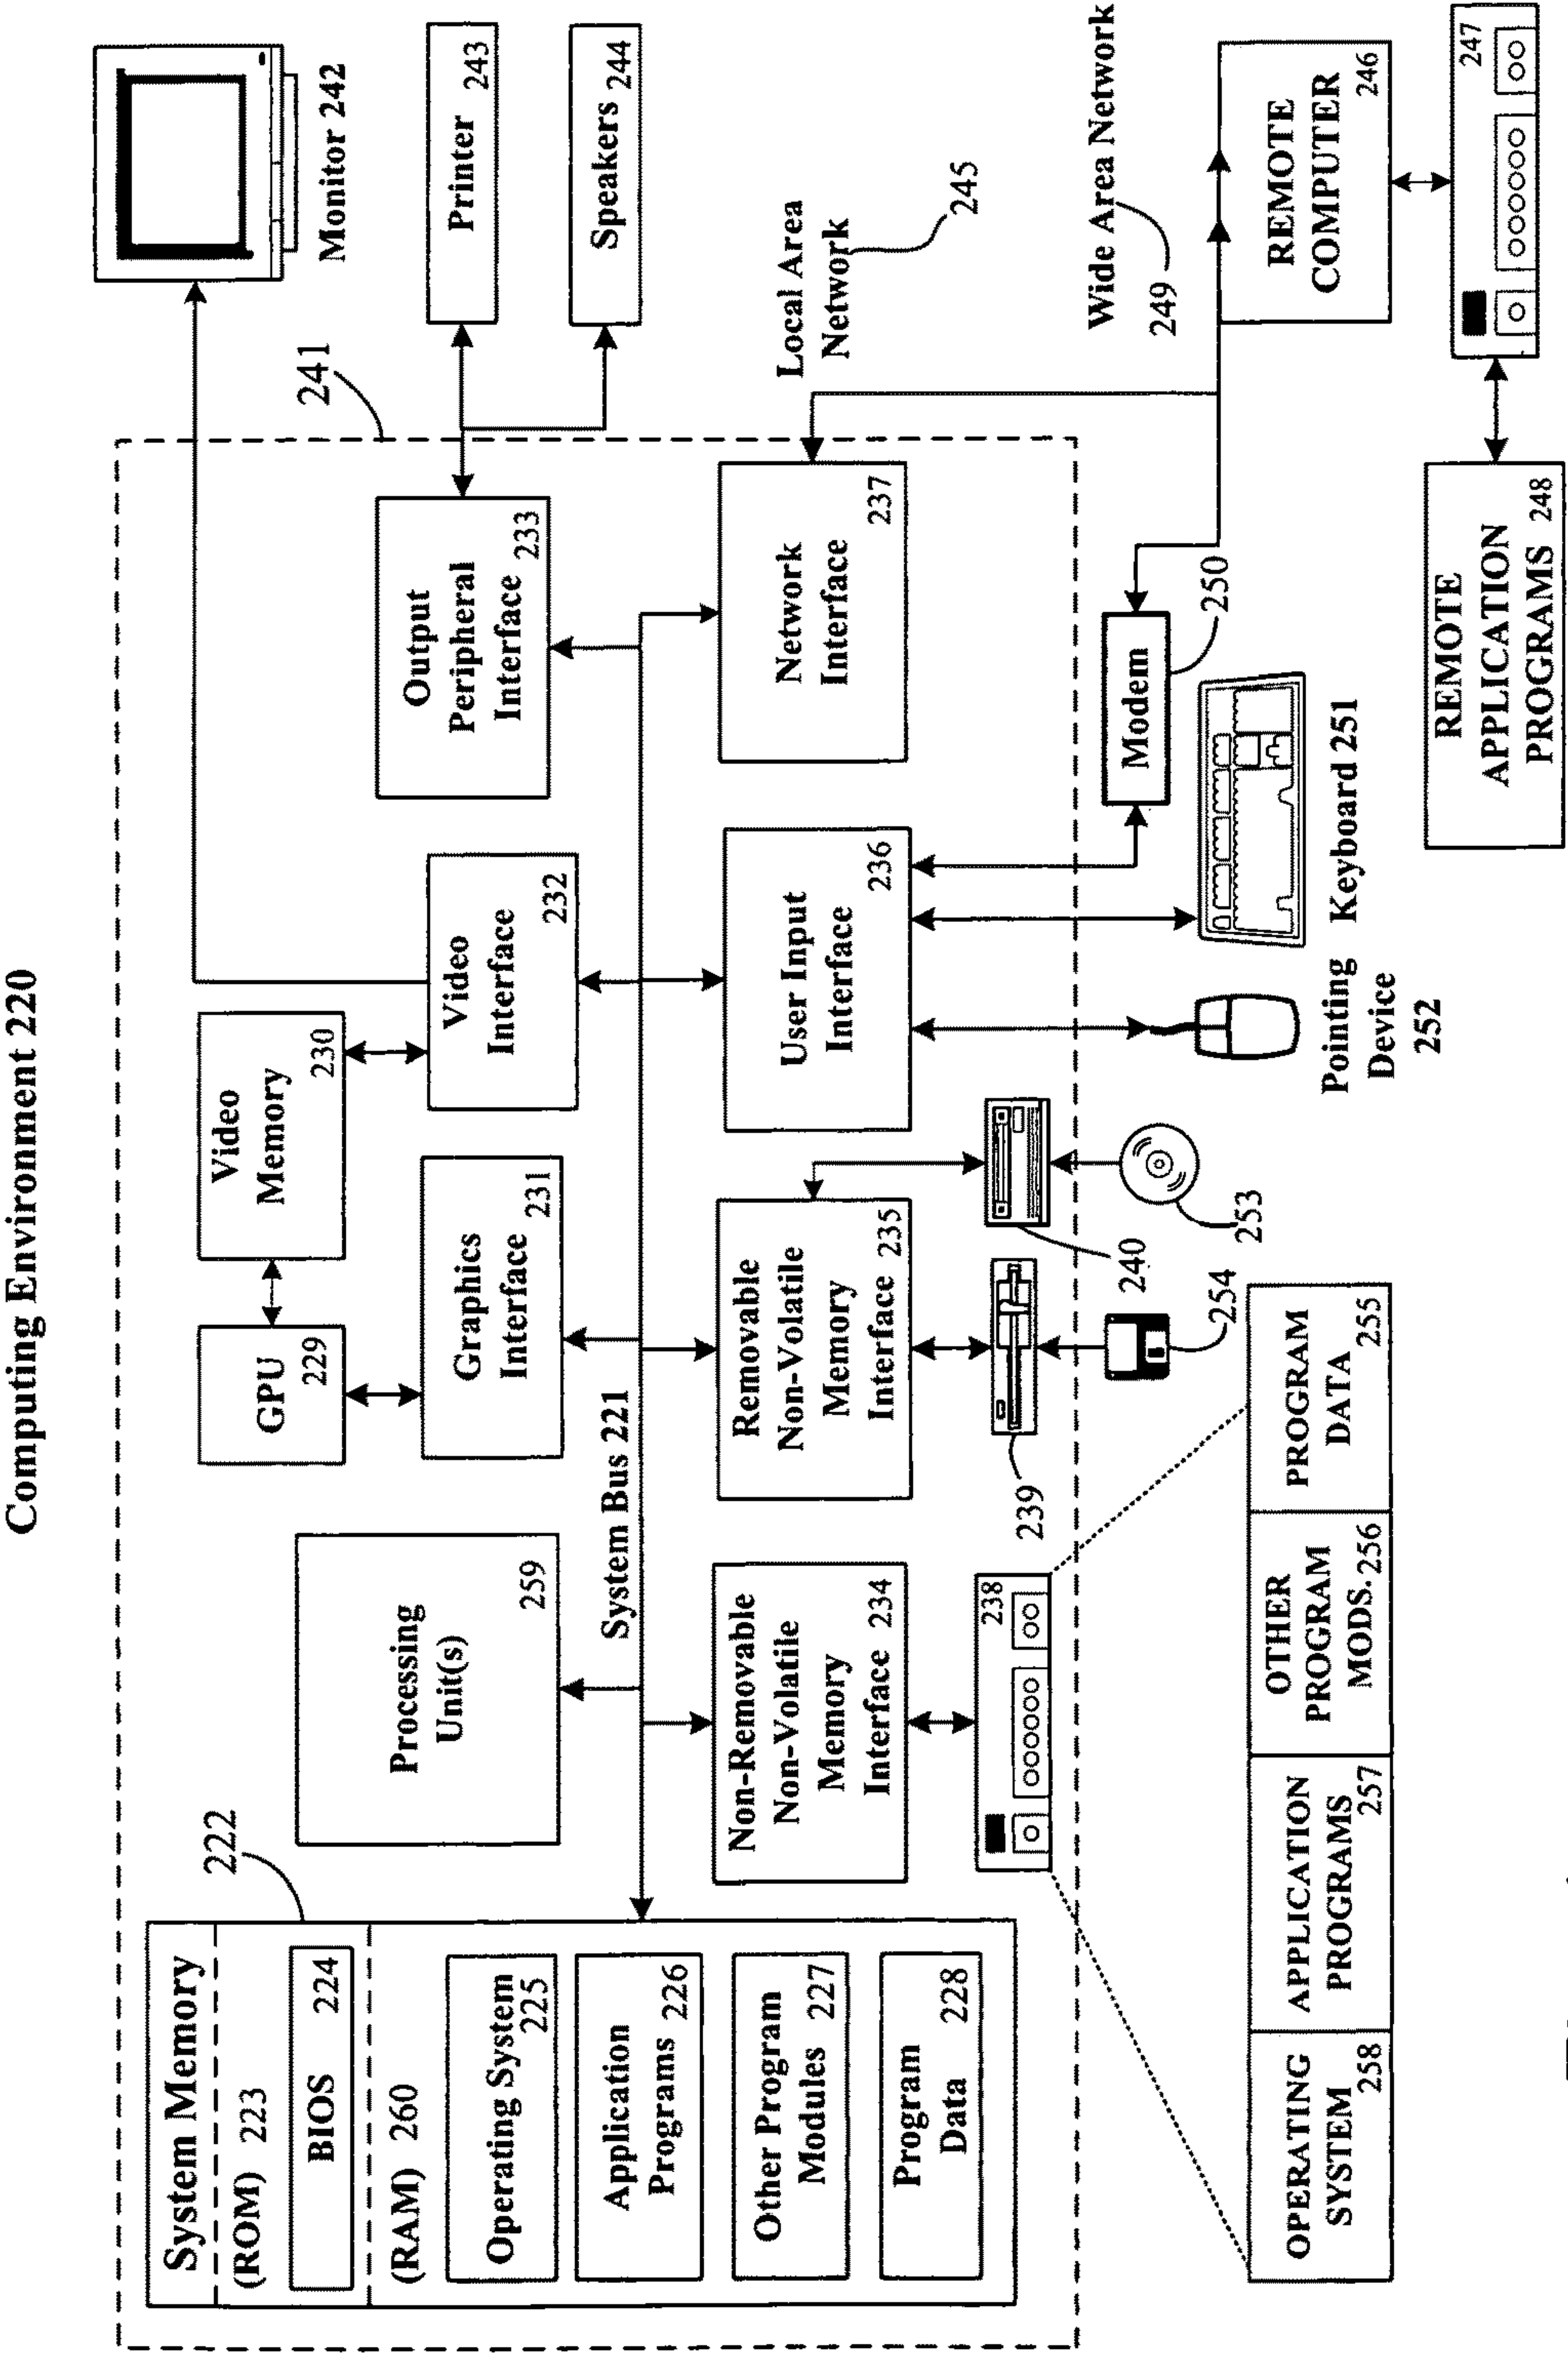 Computing Environment 220
222
System Memory
(ROM) 223
BIOS
224
(RAM) 260
Operating System
225
Application
Programs 226
Other Program
Modules 227
Program
Data 228
Processing
Unit(s)
259
GPU
229
Video
Memory
230
Graphics
Interface
231
Video
Interface
232
Output
Peripheral
Interface
233
241
Monitor 242
Printer
243
Speakers
244
System Bus 221
Non-Removable
Non-Volatile
Memory
Interface 234
Removable
Non-Volatile
Memory
Interface
235
User Input
Interface
236
Network
Interface
237
Local Area
Network
245
238
239
240
254
253
Pointing
Device
252
Keyboard 251
Modem
250
Wide Area Network
249
REMOTE
COMPUTER
246
247
REMOTE
APPLICATION
PROGRAMS
248
OPERATING
SYSTEM
258
APPLICATION
PROGRAMS
257
OTHER
PROGRAM
MODS.
256
PROGRAM
DATA
255